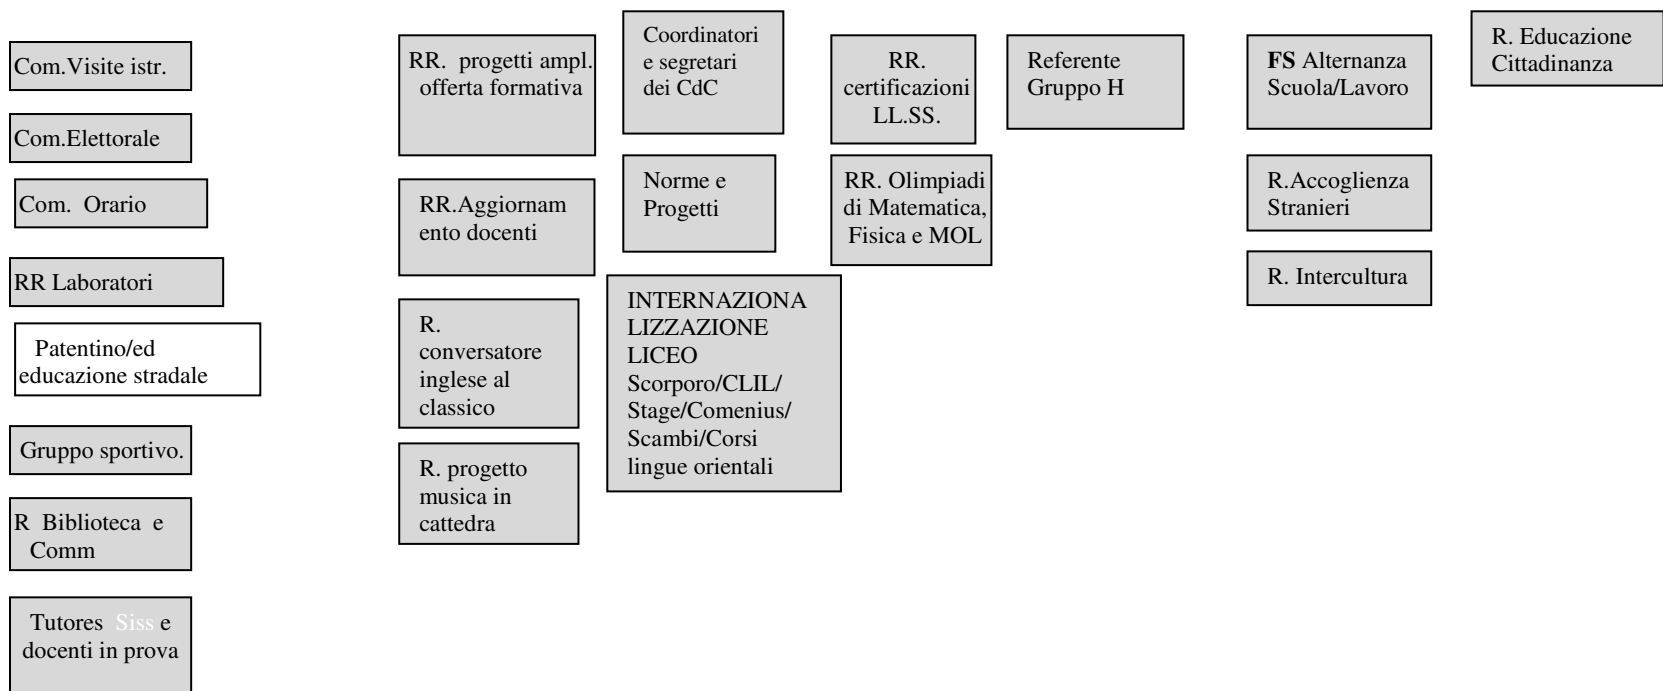 Com.Visite istr.
Com.Elettorale
Com. Orario
RR Laboratori
Patentino/ed
educazione stradale
Gruppo sportivo.
R Biblioteca e
Comm
Tutores Siss e
docenti in prova
RR. progetti ampl.
offerta formativa
RR.Aggiornam
ento docenti
R.
conversatore
inglese al
classico
R. progetto
musica in
cattedra
Coordinatori
e segretari
dei CdC
Norme e
Progetti
INTERNAZIONA
LIZZAZIONE
LICEO
Scorporo/CLIL/
Stage/Comenius/
Scambi/Corsi
lingue orientali
RR.
certificazioni
LL.SS.
RR. Olimpiadi
di Matematica,
Fisica e MOL
Referente
Gruppo H
FS Alternanza
Scuola/Lavoro
R.Accoglienza
Stranieri
R. Intercultura
R. Educazione
Cittadinanza